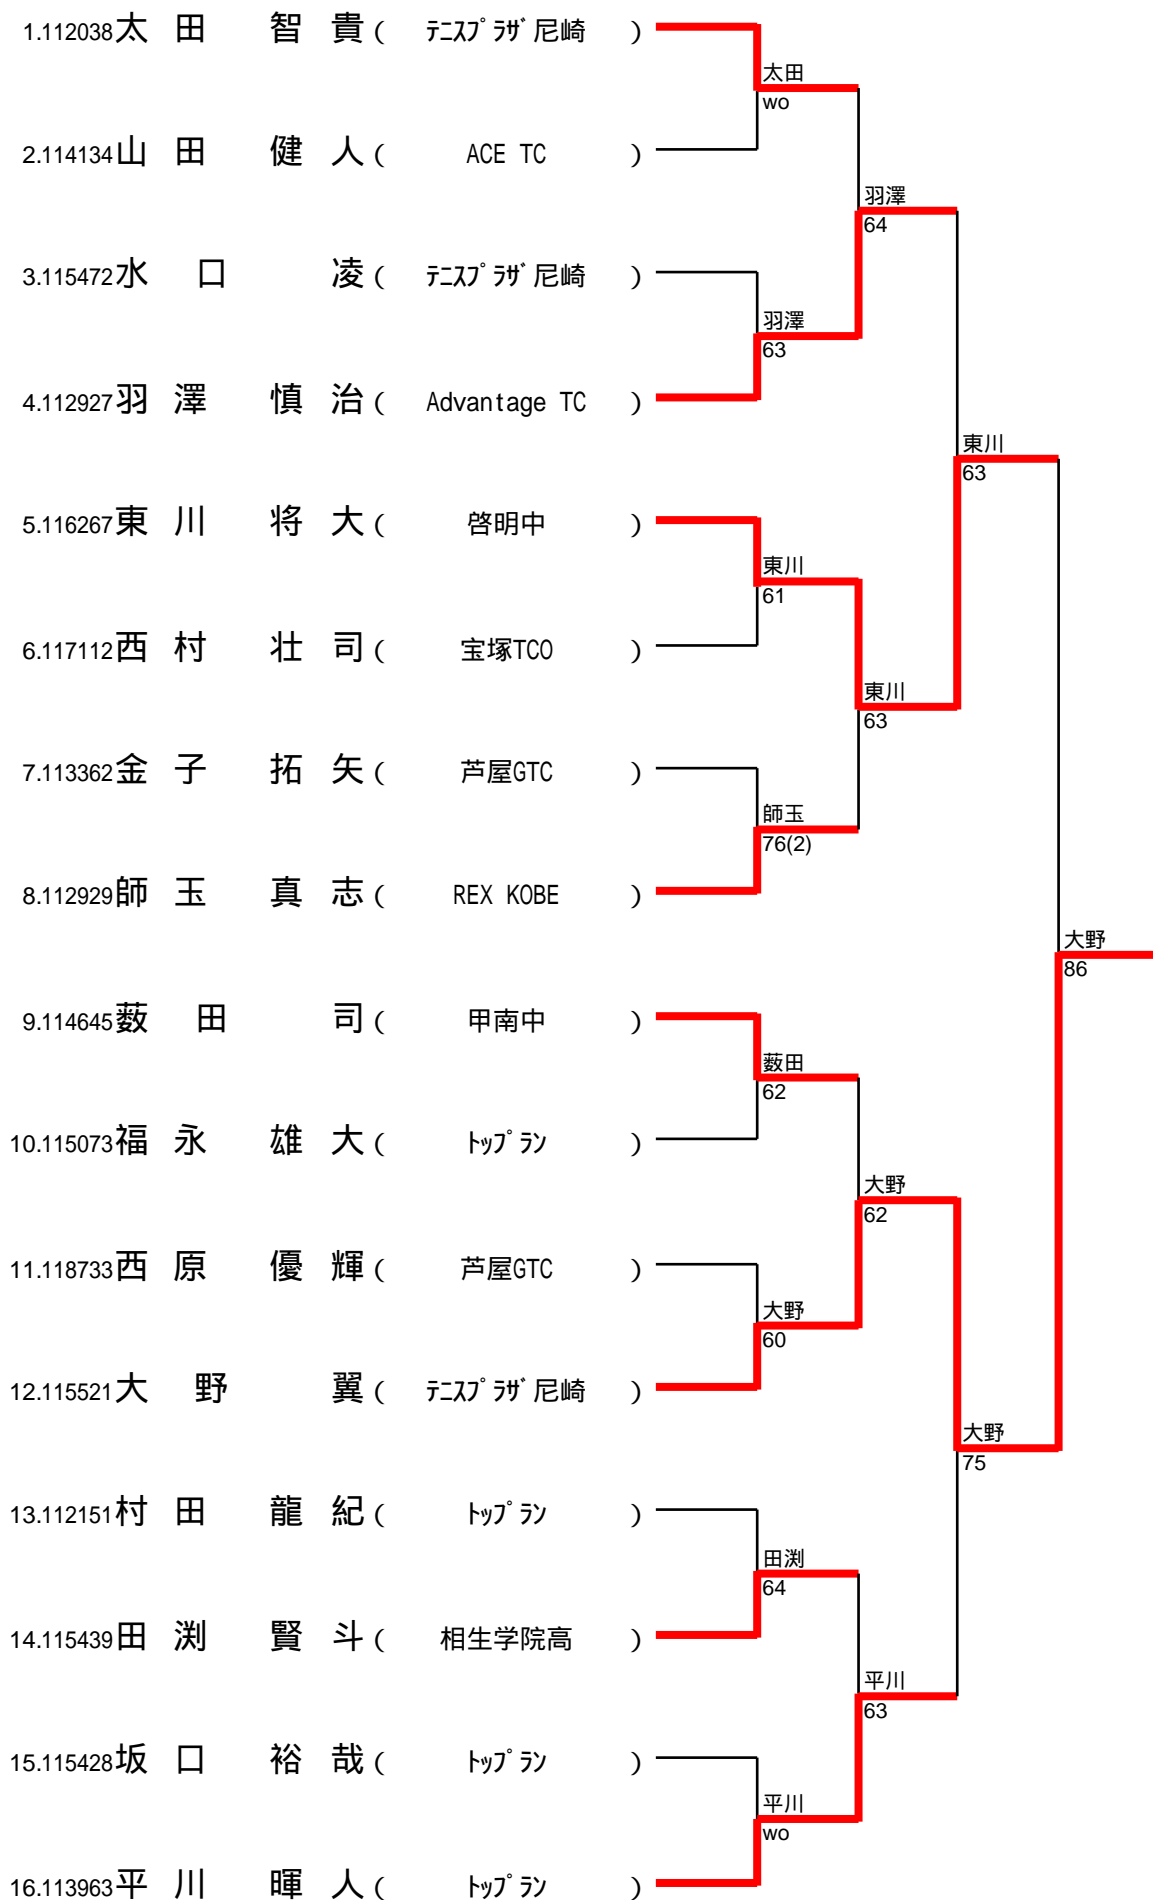 1.112038太田 智貴( テニスプラザ尼崎 )
太田
wo
2.114134山田 健人( ACE TC )
羽澤
64
3.115472水口 凌( テニスプラザ尼崎 )
羽澤
63
4.112927羽澤 慎治( Advantage TC )
東川
63
5.116267東川 将大( 啓明中 )
東川
61
6.117112西村 壮司( 宝塚TCO )
東川
63
7.113362金子 拓矢( 芦屋GTC )
師玉
76(2)
8.112929師玉 真志( REX KOBE )
大野
86
9.114645薮田 司( 甲南中 )
薮田
62
10.115073福永 雄大( トップラン )
大野
62
11.118733西原 優輝( 芦屋GTC )
大野
60
12.115521大野 翼( テニスプラザ尼崎 )
大野
75
13.112151村田 龍紀( トップラン )
田渕
64
14.115439田渕 賢斗( 相生学院高 )
平川
63
15.115428坂口 裕哉( トップラン )
平川
wo
16.113963平川 暉人( トップラン )